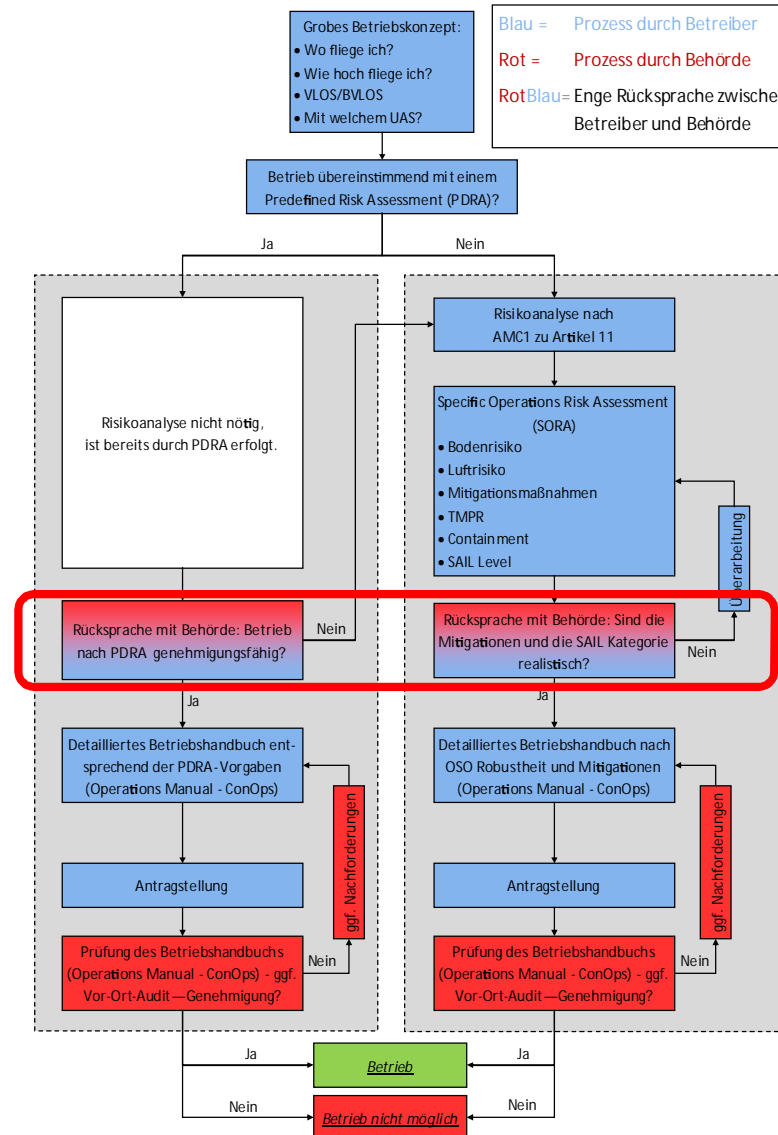 Grobes Betriebskonzept:
• Wo fliege ich?
• Wie hoch fliege ich?
• VLOS/BVLOS
• Mit welchem UAS?
Blau = Prozess durch Betreiber
Rot = Prozess durch Behörde
RotBlau= Enge Rücksprache zwische
Betreiber und Behörde
Betrieb übereinstimmend mit einem
Predefined Risk Assessment (PDRA)?
Ja
Nein
Risikoanalyse nicht nötig,
ist bereits durch PDRA erfolgt.
Risikoanalyse nach
AMC1 zu Artikel 11
Specific Operations Risk Assessment
(SORA)
• Bodenrisiko
• Luftrisiko
• Mitigationsmaßnahmen
• TMPR
• Containment
• SAIL Level
Überarbeitung
Rücksprache mit Behörde: Betrieb
nach PDRA genehmigungsfähig?
Nein
Rücksprache mit Behörde: Sind die
Mitigationen und die SAIL Kategorie
realistisch?
Nein
Ja
Ja
Detailliertes Betriebshandbuch ent-
sprechend der PDRA-Vorgaben
(Operations Manual - ConOps)
ggf. Nachforderungen
Detailliertes Betriebshandbuch nach
OSO Robustheit und Mitigationen
(Operations Manual - ConOps)
ggf. Nachforderungen
Antragstellung
Antragstellung
Prüfung des Betriebshandbuchs
(Operations Manual - ConOps) - ggf.
Vor-Ort-Audit—Genehmigung?
Nein
Prüfung des Betriebshandbuchs
(Operations Manual - ConOps) - ggf.
Vor-Ort-Audit—Genehmigung?
Nein
Ja
Betrieb
Ja
Nein
Betrieb nicht möglich
Nein